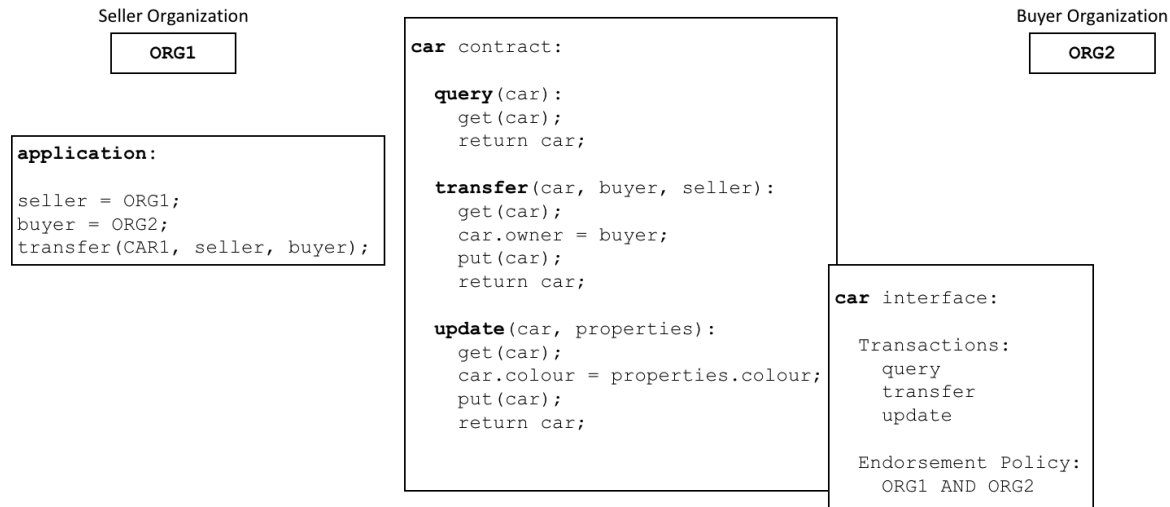 Seller Organization
ORG1
Buyer Organization
ORG2
application:
seller = ORG1;
buyer = ORG2;
transfer(CAR1, seller, buyer);
car contract:
query(car):
get(car);
return car;
transfer(car, buyer, seller):
get(car);
car.owner = buyer;
put(car);
return car;
update(car, properties):
get(car);
car.colour = properties.colour;
put(car);
return car;
car interface:
Transactions:
query
transfer
update
Endorsement Policy:
ORG1 AND ORG2